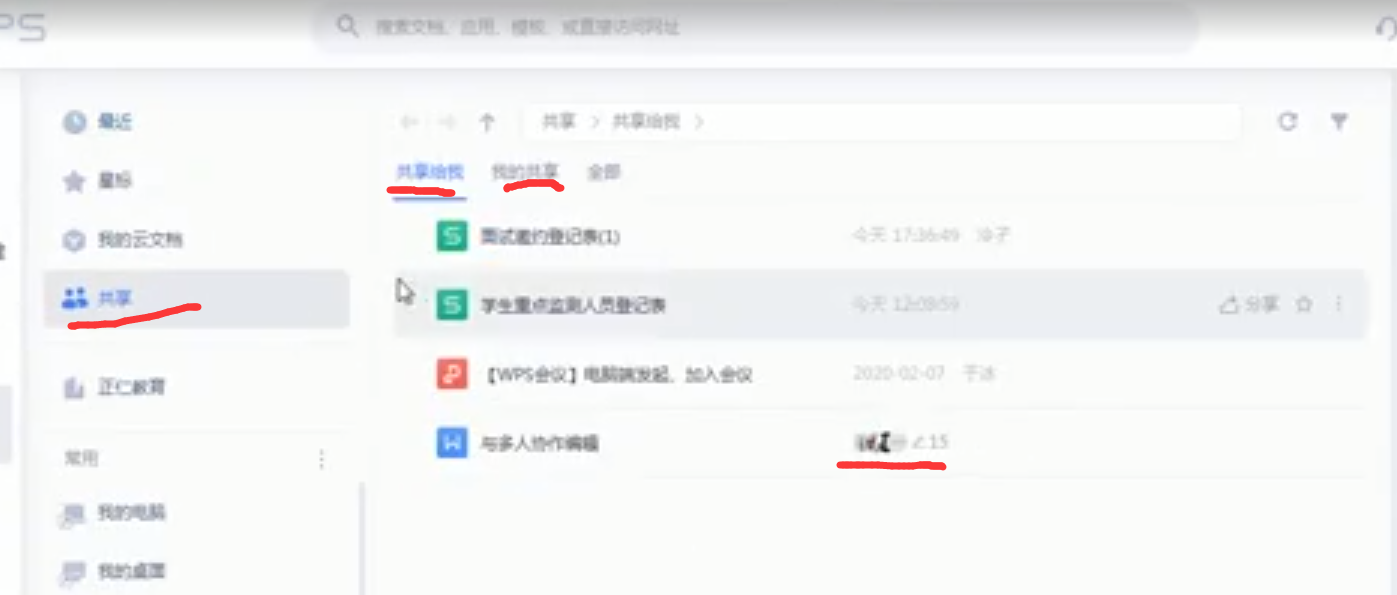 PS
搜索文档、应用、模板、或直接访问网址
最近
共享 > 共享给我 >
星标
共享给我 我的共享 全部
我的云文档
面试邀约登记表(1) 今天 17:36:49
共享
学生重点监测人员登记表 今天 12:09:59 分享
正仁教育
【WPS会议】电脑端发起、加入会议 2020-02-07 于冰
常用
与多人协作编辑 15
我的电脑
我的桌面